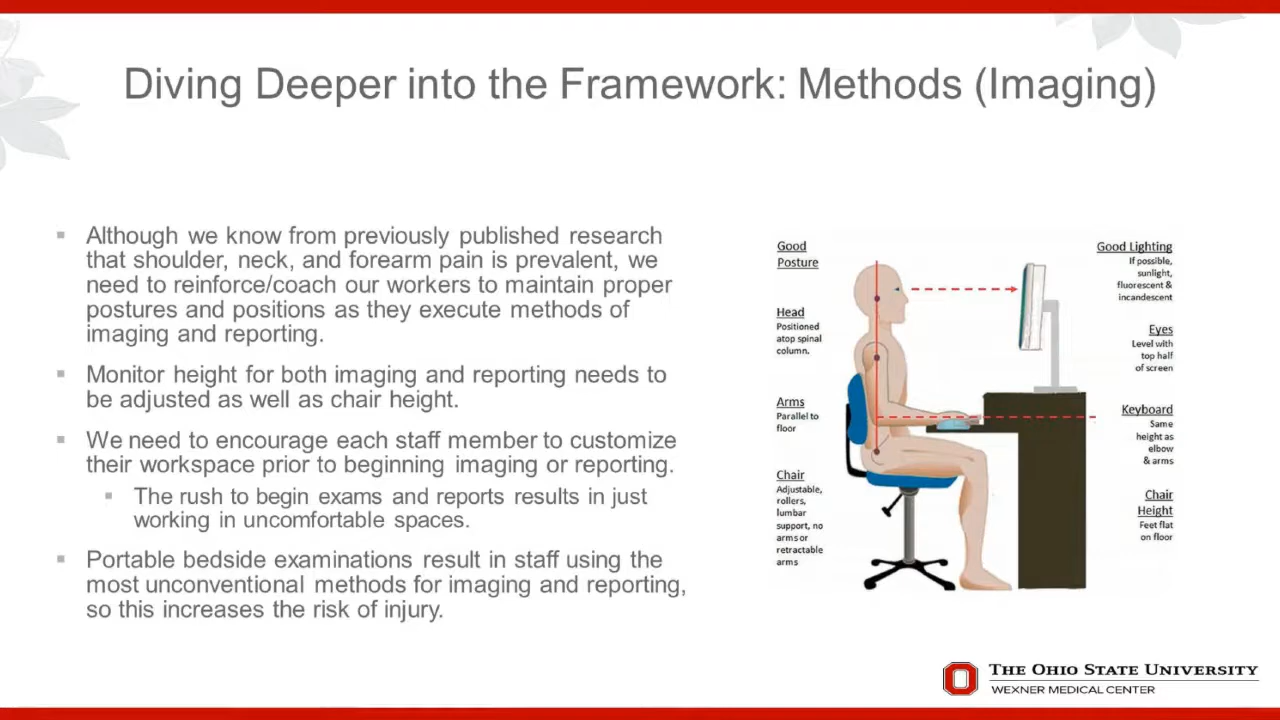 Diving Deeper into the Framework: Methods (Imaging)
▪ Although we know from previously published research
that shoulder, neck, and forearm pain is prevalent, we
need to reinforce/coach our workers to maintain proper
postures and positions as they execute methods of
imaging and reporting.
▪ Monitor height for both imaging and reporting needs to
be adjusted as well as chair height.
▪ We need to encourage each staff member to customize
their workspace prior to beginning imaging or reporting.
▪ The rush to begin exams and reports results in just
working in uncomfortable spaces.
▪ Portable bedside examinations result in staff using the
most unconventional methods for imaging and reporting,
so this increases the risk of injury.
Good
Posture
Head
Positioned
atop spinal
column.
Arms
Parallel to
floor
Chair
Adjustable,
rollers,
lumbar
support, no
arms or
retractable
arms
Good Lighting
If possible,
sunlight,
fluorescent &
incandescent
Eyes
Level with
top half
of screen
Keyboard
Same
height as
elbow
& arms
Chair
Height
Feet flat
on floor
THE OHIO STATE UNIVERSITY
WEXNER MEDICAL CENTER